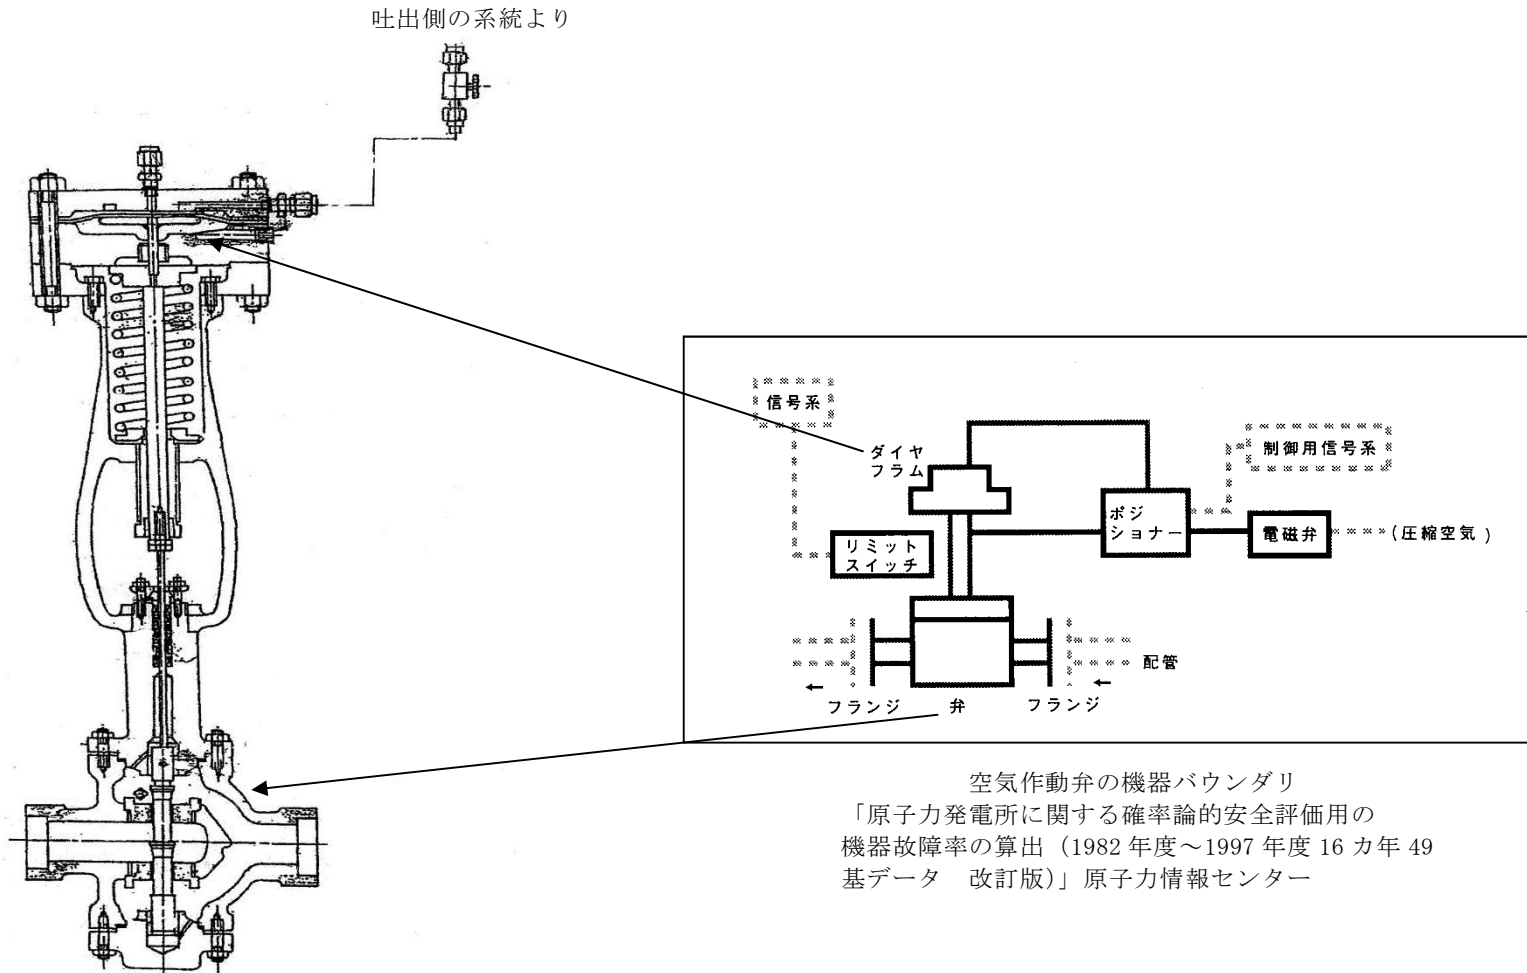 吐出側の系統より
信号系
ダイヤ
フラム
制御用信号系
ポジ
ショナー
電磁弁
(圧縮空気)
リミット
スイッチ
配管
フランジ
弁
フランジ
空気作動弁の機器バウンダリ
「原子力発電所に関する確率論的安全評価用の
機器故障率の算出（1982 年度～1997 年度 16 カ年 49
基データ　改訂版）」原子力情報センター